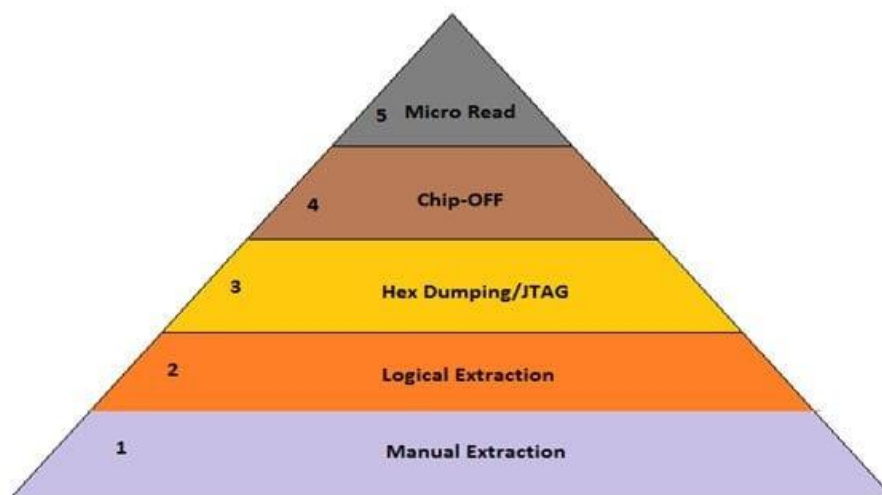 5 Micro Read
4 Chip-OFF
3 Hex Dumping/JTAG
2 Logical Extraction
1 Manual Extraction